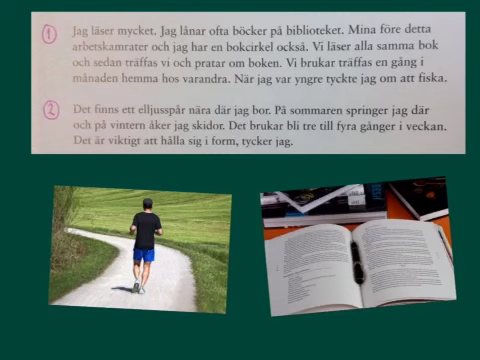 1 Jag läser mycket. Jag lånar ofta böcker på biblioteket. Mina före detta
arbetskamrater och jag har en bokcirkel också. Vi läser alla samma bok
och sedan träffas vi och pratar om boken. Vi brukar träffas en gång i
månaden hemma hos varandra. När jag var yngre tyckte jag om att fiska.
2 Det finns ett elljusspår nära där jag bor. På sommaren springer jag där
och på vintern åker jag skidor. Det brukar bli tre till fyra gånger i veckan.
Det är viktigt att hålla sig i form, tycker jag.